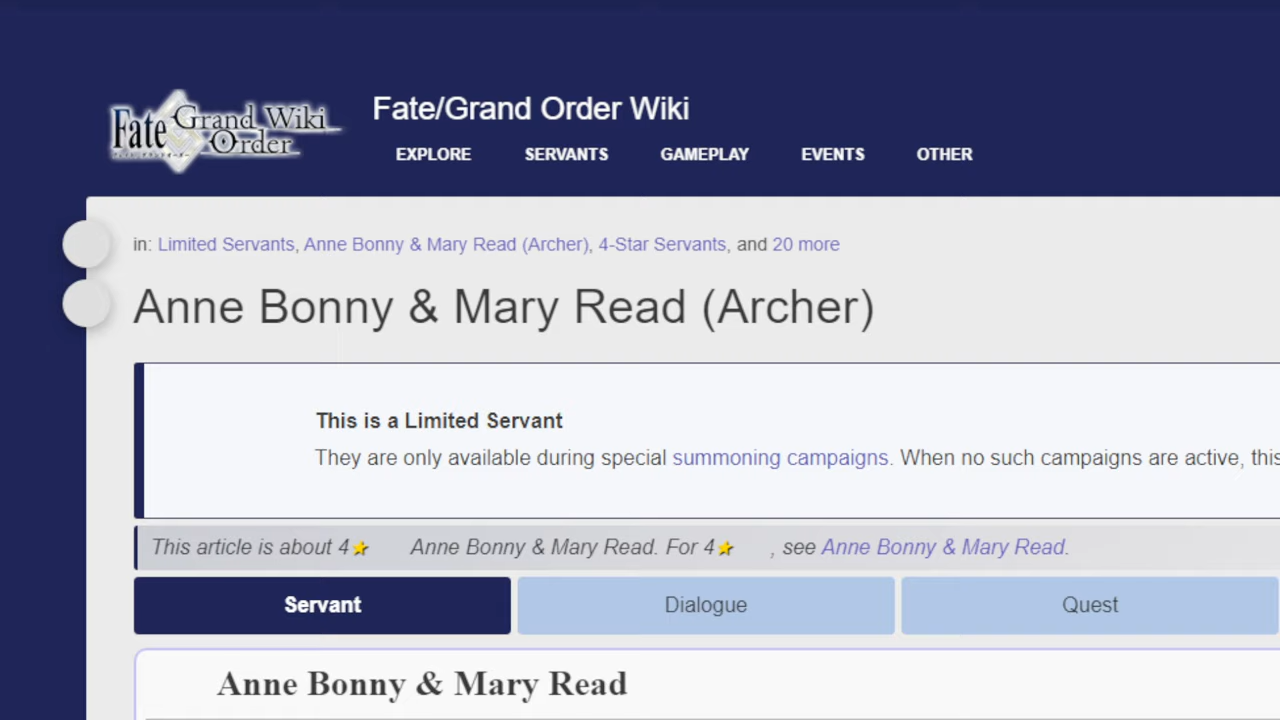 Fate Grand Wiki
Order
Fate/Grand Order Wiki
EXPLORE SERVANTS GAMEPLAY EVENTS OTHER
in: Limited Servants, Anne Bonny & Mary Read (Archer), 4-Star Servants, and 20 more
Anne Bonny & Mary Read (Archer)
This is a Limited Servant
They are only available during special summoning campaigns. When no such campaigns are active, this
This article is about 4⭐ Anne Bonny & Mary Read. For 4⭐ , see Anne Bonny & Mary Read.
Servant Dialogue Quest
Anne Bonny & Mary Read